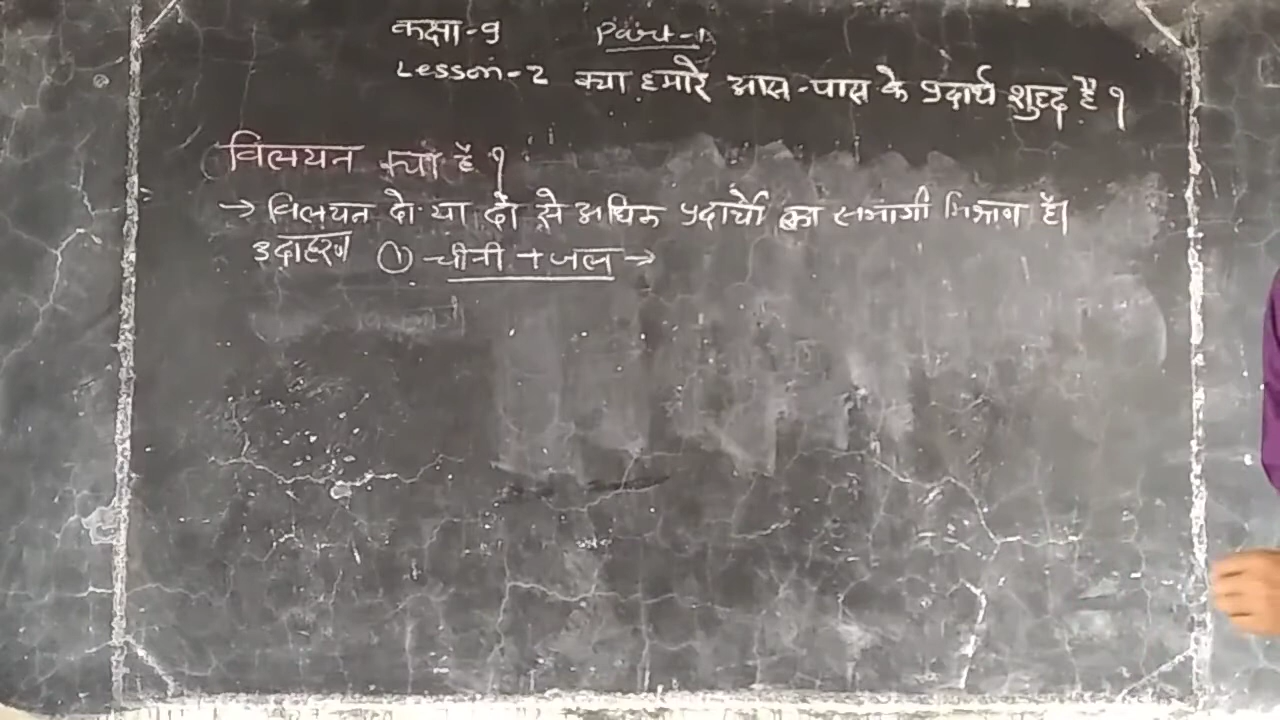 कक्षा-9 Part-1
Lesson-2 क्या हमारे आस-पास के पदार्थ शुद्ध हैं ?
विलयन क्या है ?
→ विलयन दो या दो से अधिक पदार्थों का समांगी मिश्रण है।
उदाहरण ① चीनी + जल →